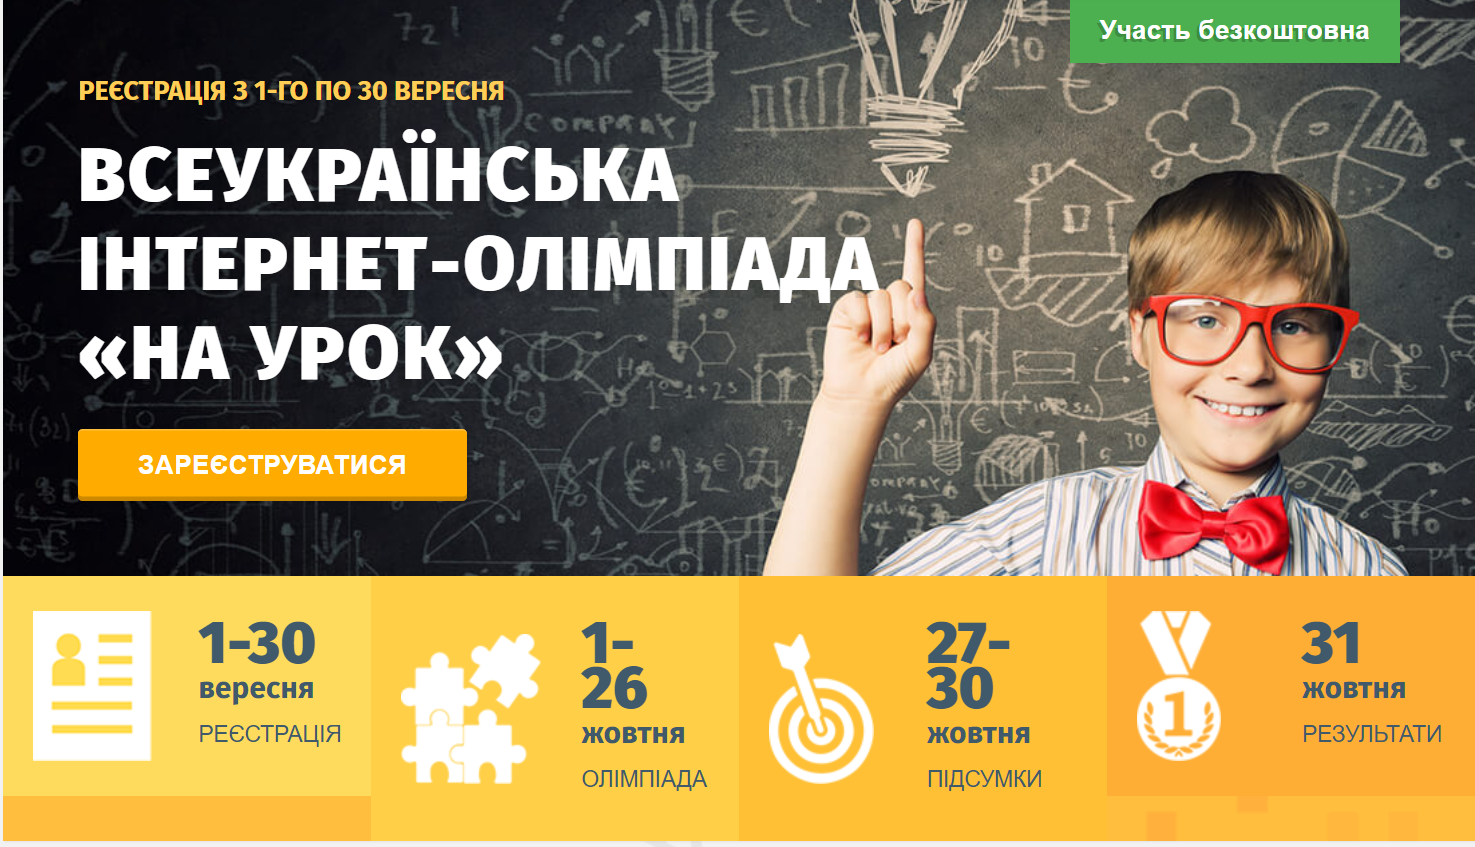 Участь безкоштовна
РЕЄСТРАЦІЯ З 1-ГО ПО 30 ВЕРЕСНЯ
ВСЕУКРАЇНСЬКА
ІНТЕРНЕТ-ОЛІМПІАДА
«НА УРОК»
ЗАРЕЄСТРУВАТИСЯ
1-30
вересня
РЕЄСТРАЦІЯ
1-
26
жовтня
ОЛІМПІАДА
27-
30
жовтня
ПІДСУМКИ
1
31
жовтня
РЕЗУЛЬТАТИ